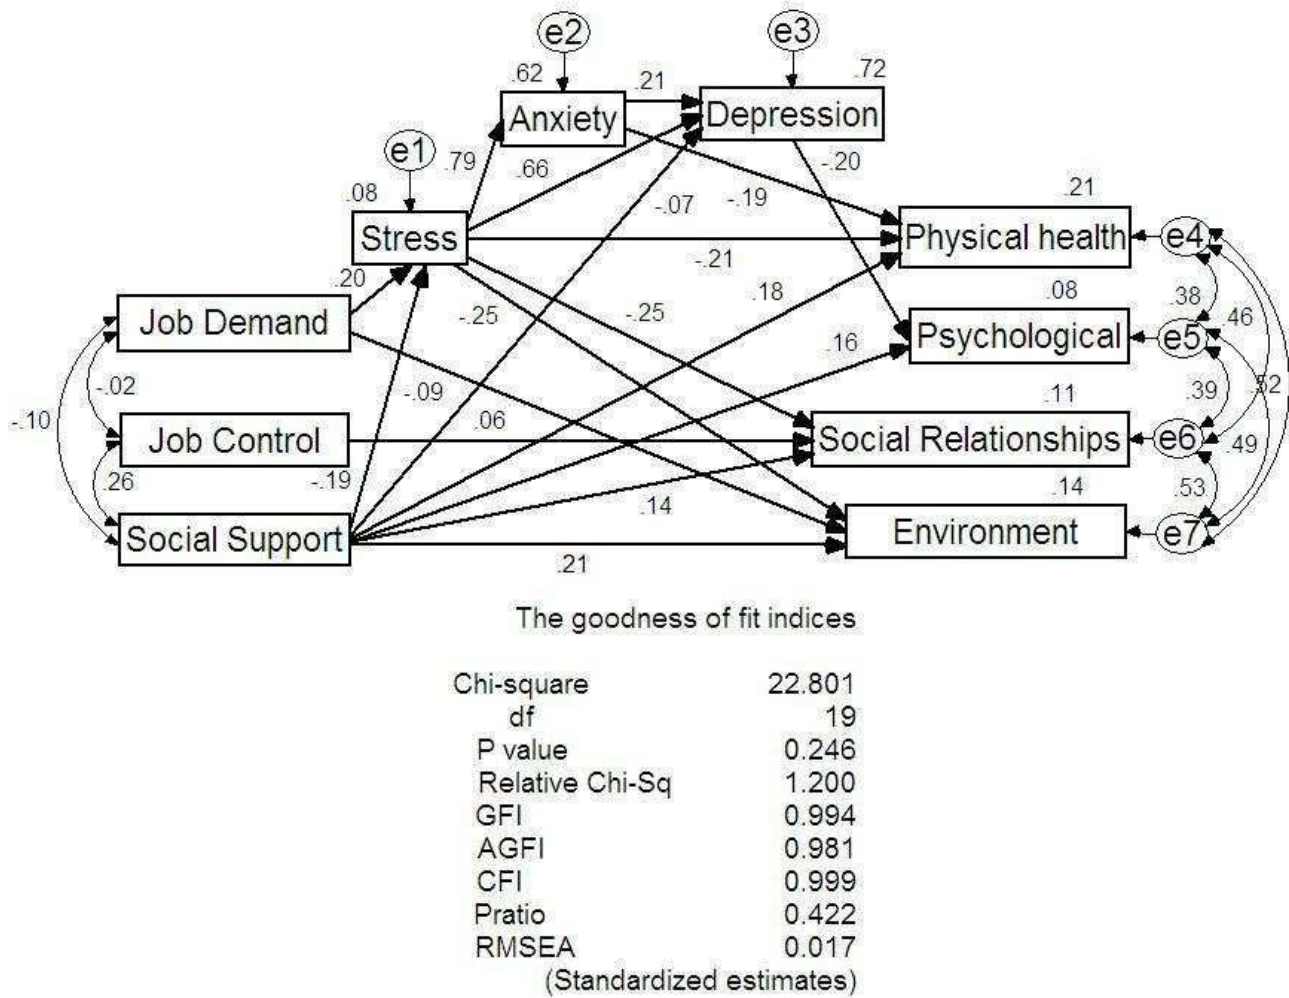 e2
e3
.62
.21
.72
Anxiety
Depression
e1
.79
.66
-.20
.08
-.07
-.19
.21
Stress
Physical health
e4
.20
-.21
.18
.08
.38
.46
Job Demand
-.25
-.25
.16
Psychological
e5
-.02
-.09
.11
.39
.52
-.10
Job Control
.06
Social Relationships
e6
.49
.26
-.19
.14
.14
.53
Social Support
Environment
e7
.21
The goodness of fit indices
Chi-square 22.801
df 19
P value 0.246
Relative Chi-Sq 1.200
GFI 0.994
AGFI 0.981
CFI 0.999
Pratio 0.422
RMSEA 0.017
(Standardized estimates)